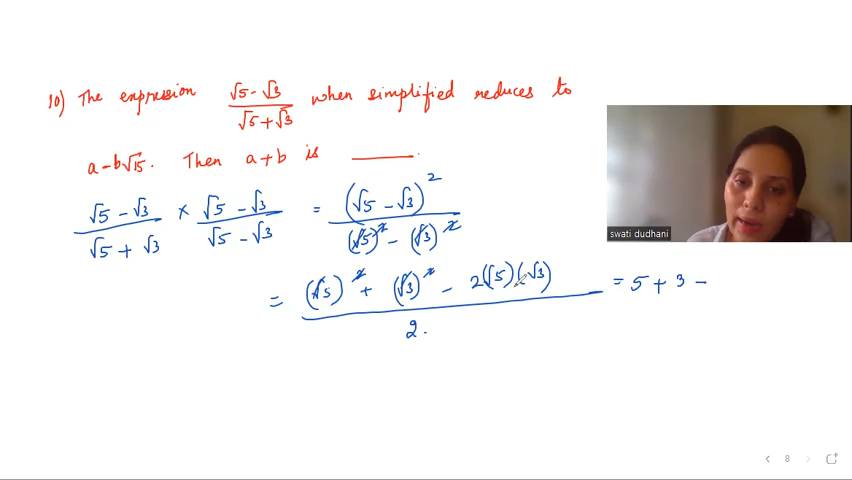 10) The expression √5-√3/√5+√3 when simplified reduces to
a-b√15. Then a+b is ______.
√5-√3/√5+√3 × √5-√3/√5-√3 = (√5-√3)²/(√5)²-(√3)²
= (√5)²+(√3)²-2(√5)(√3)/2. = 5+3-
swati dudhani
8